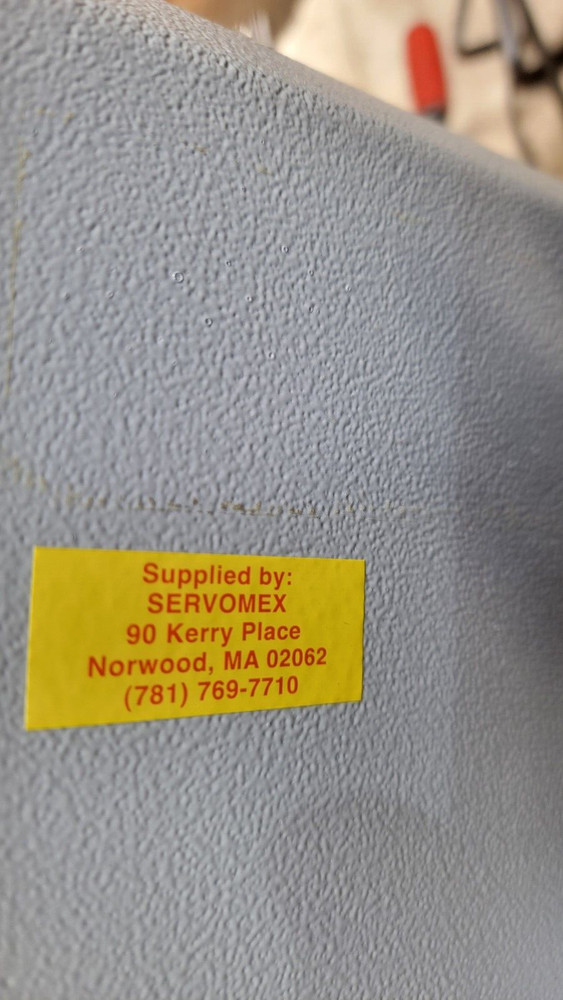 Supplied by:
SERVOMEX
90 Kerry Place
Norwood, MA 02062
(781) 769-7710